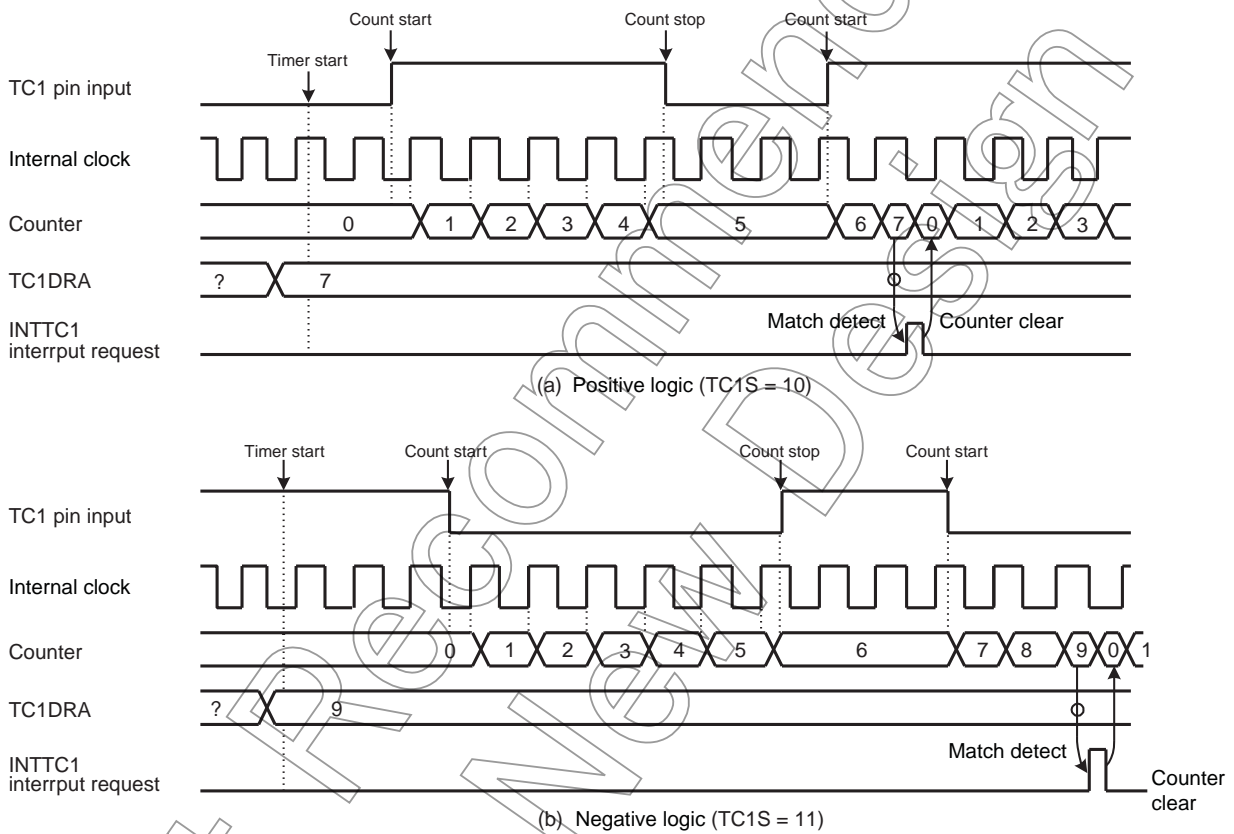 Count start Count stop Count start
Timer start
TC1 pin input
Internal clock
Counter 0 1 2 3 4 5 6 7 0 1 2 3
TC1DRA ? 7
Match detect Counter clear
INTTC1
interrput request
(a) Positive logic (TC1S = 10)
Timer start Count start Count stop Count start
TC1 pin input
Internal clock
Counter 0 1 2 3 4 5 6 7 8 9 0 1
TC1DRA ? 9
Match detect
INTTC1
interrput request
Counter
clear
(b) Negative logic (TC1S = 11)
Recommen
New Design